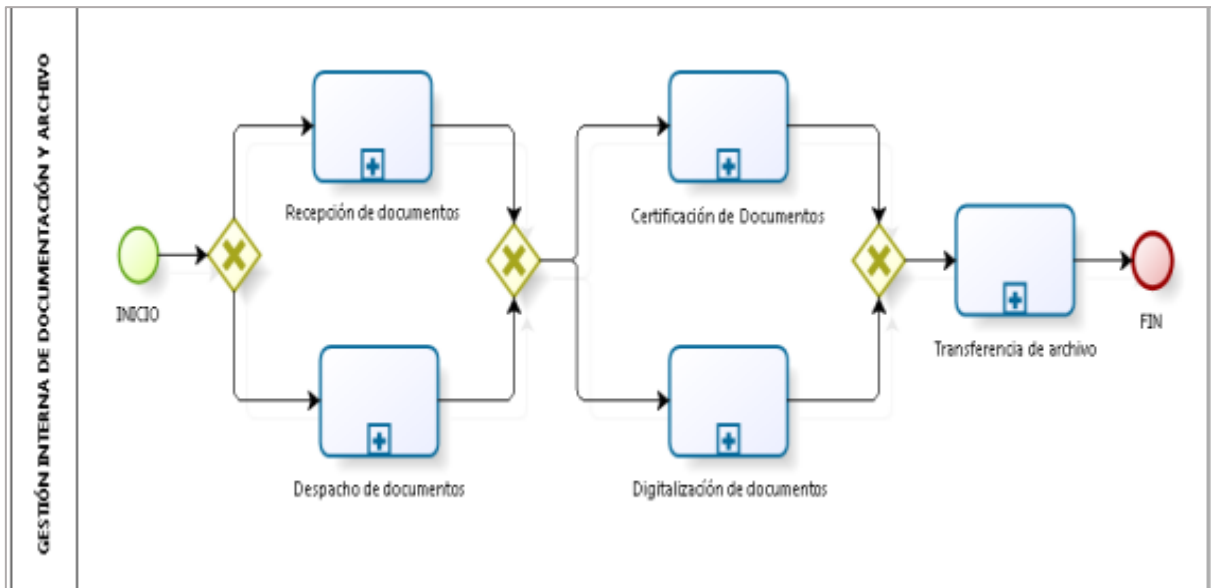 GESTIÓN INTERNA DE DOCUMENTACIÓN Y ARCHIVO
INICIO
Recepción de documentos
Despacho de documentos
Certificación de Documentos
Digitalización de documentos
Transferencia de archivo
FIN